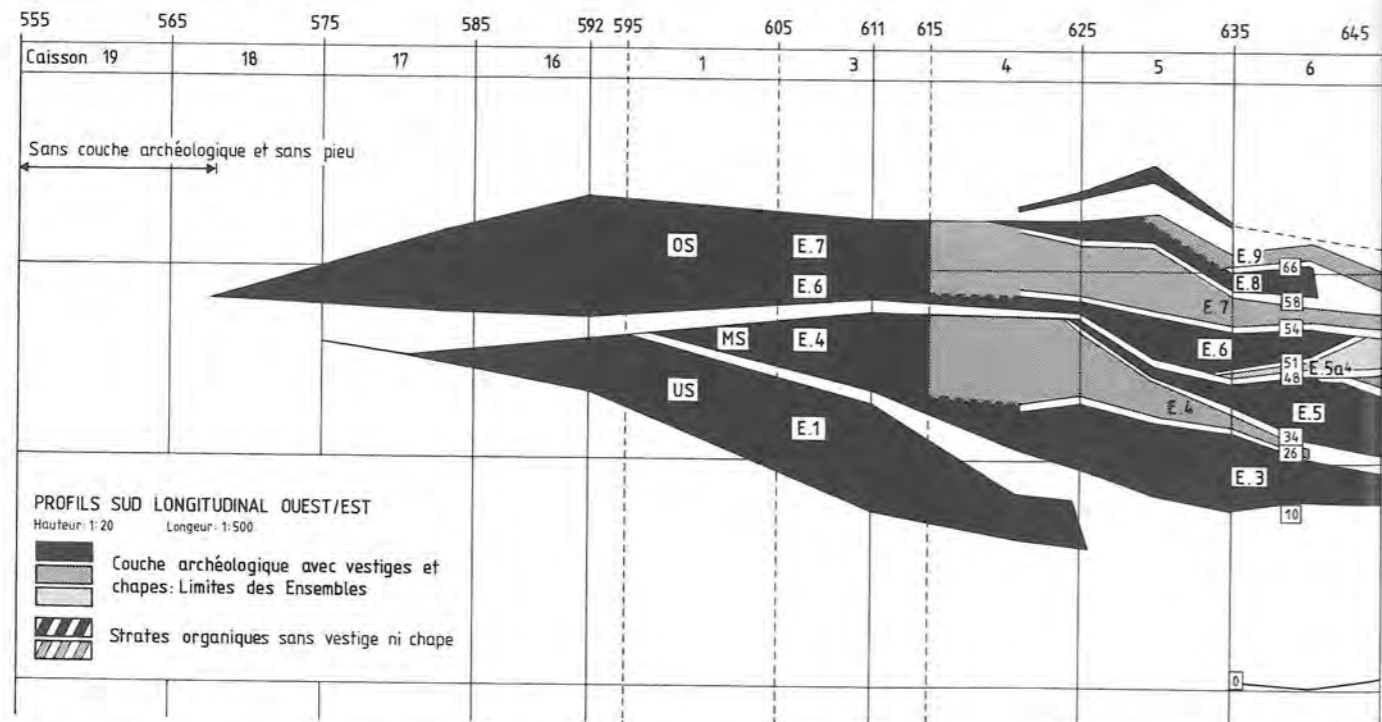 555 565 575 585 592 595 605 611 615 625 635 645
Caisson 19 18 17 16 1 3 4 5 6
Sans couche archéologique et sans pieu
OS E.7
E.6
MS E.4
US
E.1
E.9
66
E.8
58
E.7
54
E.6
51
E.5a4
48
E.5
E.4
34
26
E.3
10
0
PROFILS SUD LONGITUDINAL OUEST/EST
Hauteur: 1:20 Longeur: 1:500
Couche archéologique avec vestiges et
chapes: Limites des Ensembles
Strates organiques sans vestige ni chape